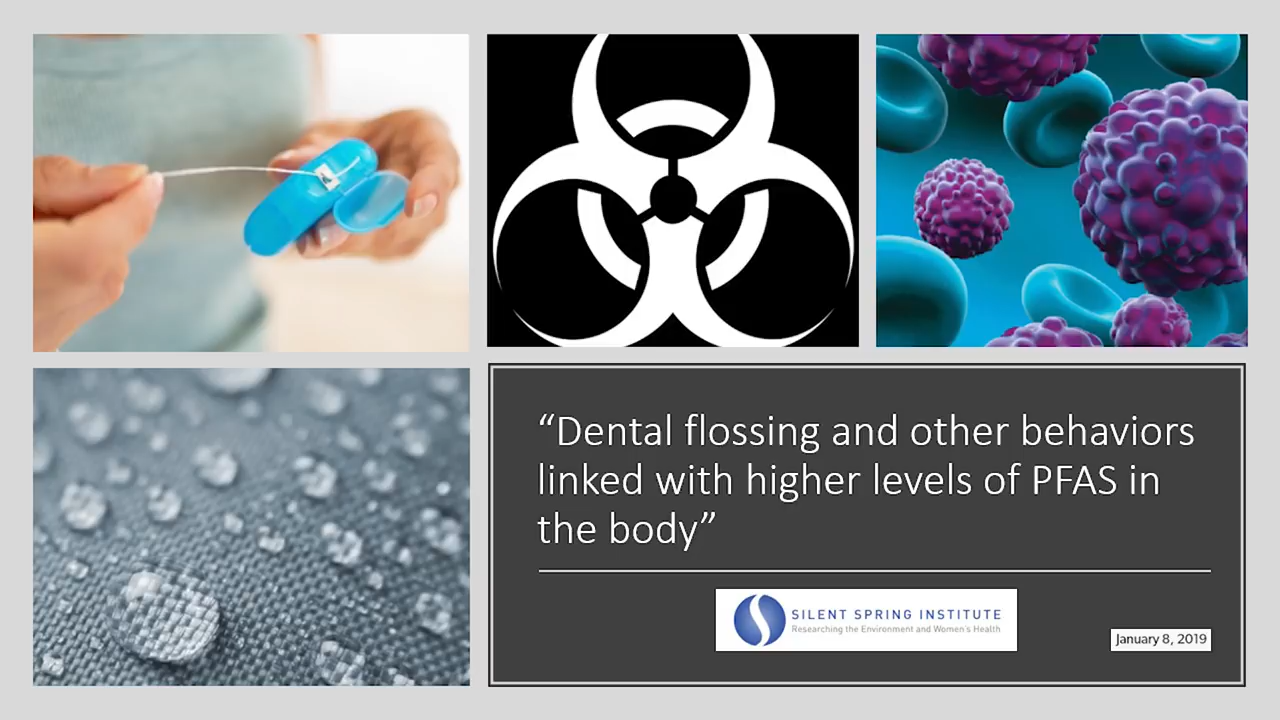 “Dental flossing and other behaviors
linked with higher levels of PFAS in
the body”
SILENT SPRING INSTITUTE
Researching the Environment and Women's Health
January 8, 2019